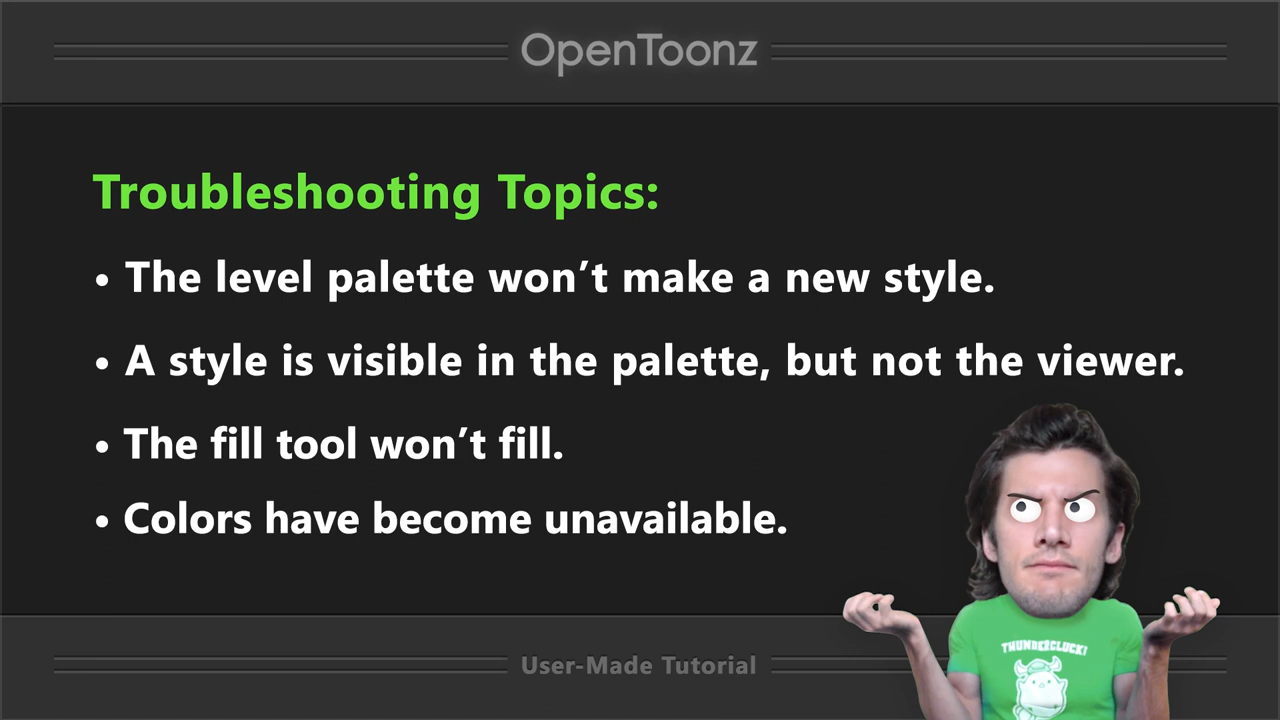 OpenToonz
Troubleshooting Topics:
• The level palette won’t make a new style.
• A style is visible in the palette, but not the viewer.
• The fill tool won’t fill.
• Colors have become unavailable.
THUNDERCLUCK!
User-Made Tutorial